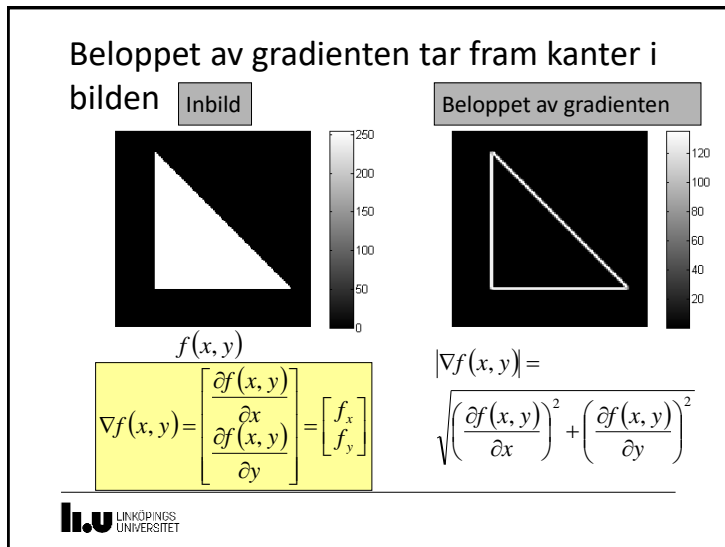 Beloppet av gradienten tar fram kanter i
bilden
Inbild
Beloppet av gradienten
250
200
150
100
50
0
120
100
80
60
40
20
f(x, y)
∇f(x, y) = [∂f(x, y)/∂x ∂f(x, y)/∂y] = [f_x f_y]
|∇f(x, y)| =
√((∂f(x, y)/∂x)² + (∂f(x, y)/∂y)²)
li.u LINKÖPINGS
UNIVERSITET